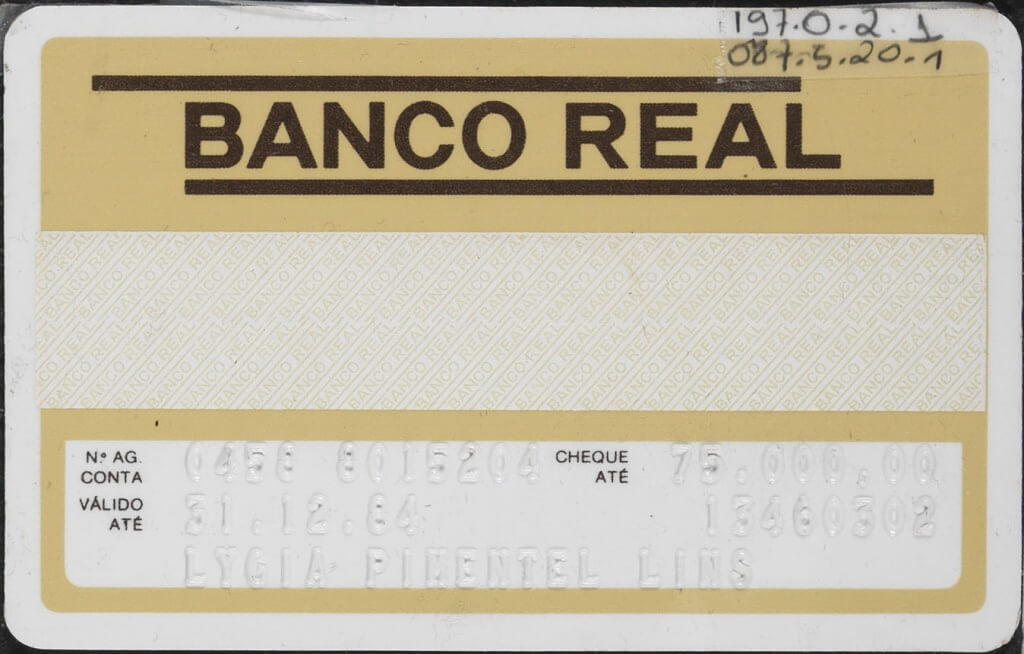 197.0.2.1
087.5.20.1
BANCO REAL
Nº AG. CONTA 0458 8015204 CHEQUE ATÉ 75.000,00
VÁLIDO ATÉ 31.12.84 13460302
LYGIA PIMENTEL LINS